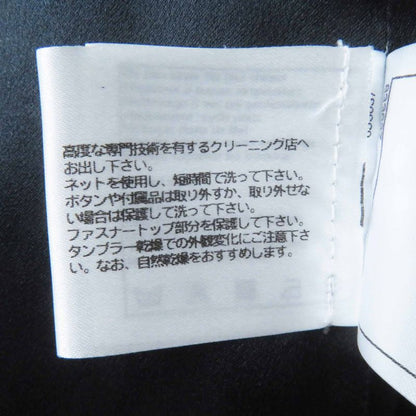 高度な専門技術を有するクリーニング店へ
お出し下さい。
ネットを使用し、短時間で洗って下さい。
ボタンや付属品は取り外すか、取り外せな
い場合は保護して洗って下さい。
ファスナートップ部分を保護して下さい。
タンブラー乾燥での外観変化にご注意下さ
い。なお、自然乾燥をおすすめします。